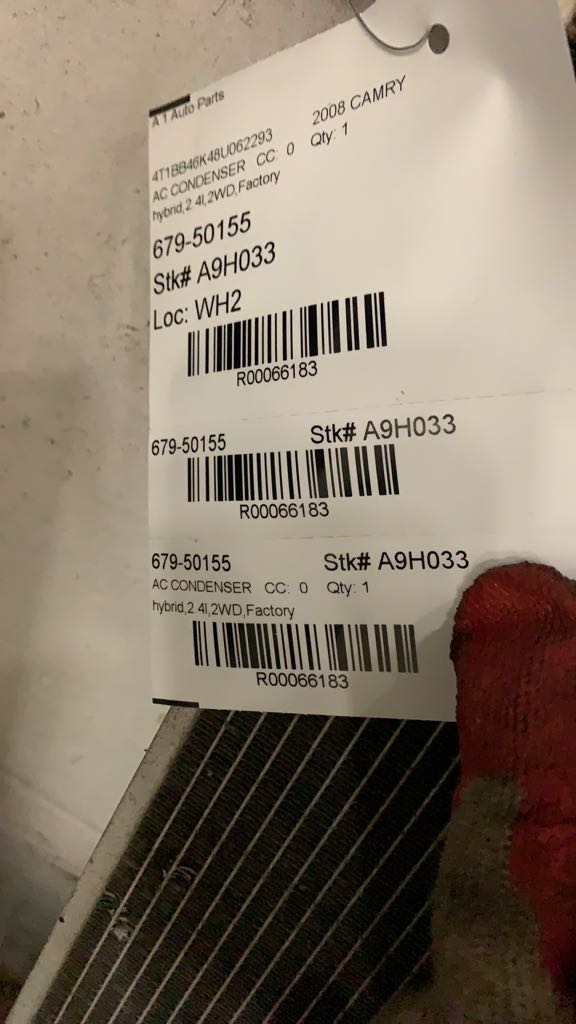 A 1 Auto Parts
4T1BB46K48U062293 2008 CAMRY
AC CONDENSER CC: 0 Qty: 1
hybrid,2.4l,2WD,Factory
679-50155
Stk# A9H033
Loc: WH2
R00066183
679-50155 Stk# A9H033
R00066183
679-50155 Stk# A9H033
AC CONDENSER CC: 0 Qty: 1
hybrid,2.4l,2WD,Factory
R00066183